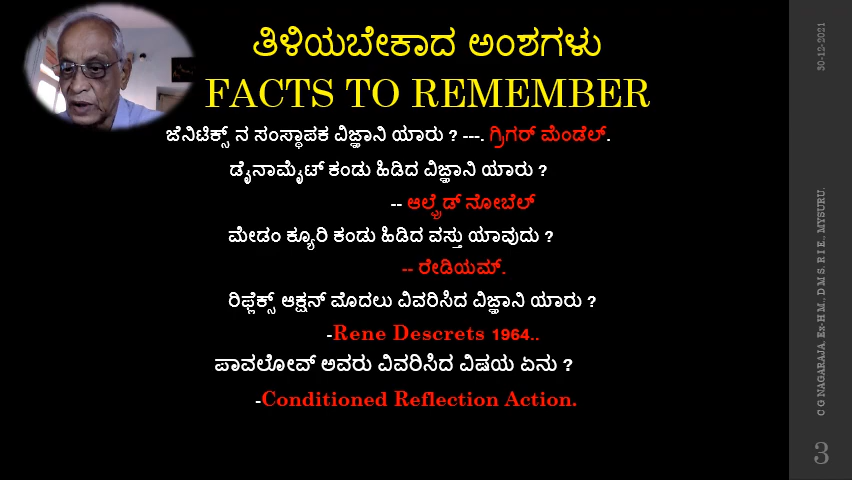 ತಿಳಿಯಬೇಕಾದ ಅಂಶಗಳು
FACTS TO REMEMBER
ಜೆನಿಟಿಕ್ಸ್ ನ ಸಂಸ್ಥಾಪಕ ವಿಜ್ಞಾನಿ ಯಾರು ? ---. ಗ್ರಿಗರ್ ಮೆಂಡೆಲ್.
ಡೈನಾಮೈಟ್ ಕಂಡು ಹಿಡಿದ ವಿಜ್ಞಾನಿ ಯಾರು ?
-- ಆಲ್ಫ್ರೆಡ್ ನೋಬೆಲ್
ಮೇಡಂ ಕ್ಯೂರಿ ಕಂಡು ಹಿಡಿದ ವಸ್ತು ಯಾವುದು ?
-- ರೇಡಿಯಮ್.
ರಿಫ್ಲೆಕ್ಸ್ ಆಕ್ಷನ್ ಮೊದಲು ವಿವರಿಸಿದ ವಿಜ್ಞಾನಿ ಯಾರು ?
-Rene Descrets 1964..
ಪಾವಲೋವ್ ಅವರು ವಿವರಿಸಿದ ವಿಷಯ ಏನು ?
-Conditioned Reflection Action.
30-12-2021
C G NAGARAJA, Ex-H M., D M S. R I E., MYSURU.
3